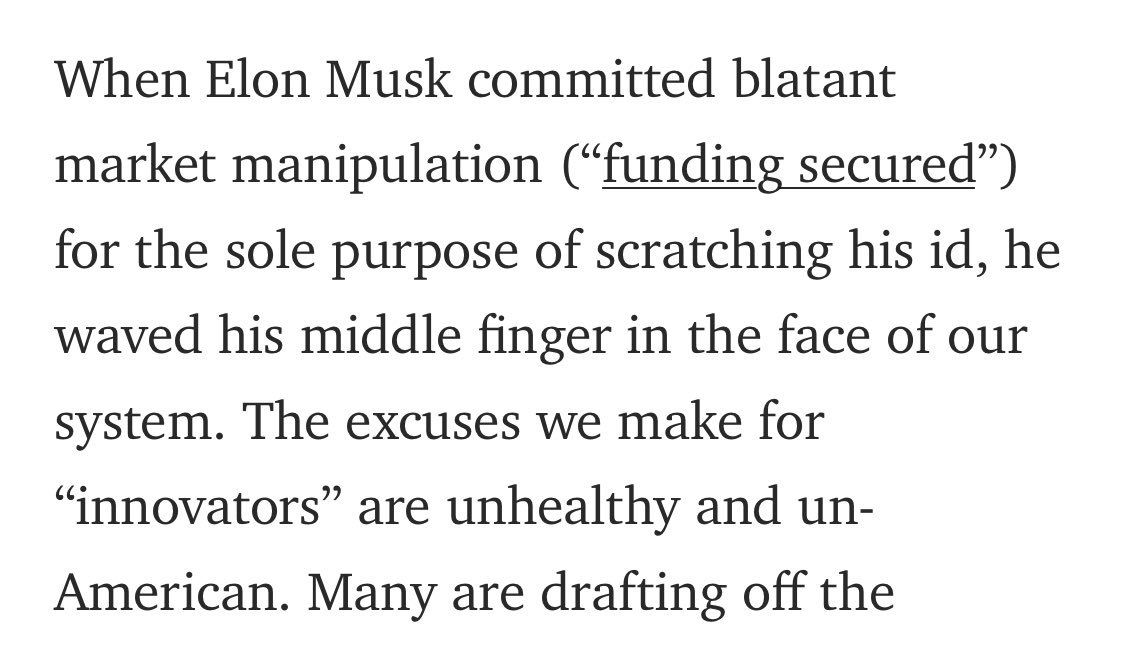 When Elon Musk committed blatant
market manipulation (“funding secured”)
for the sole purpose of scratching his id, he
waved his middle finger in the face of our
system. The excuses we make for
“innovators” are unhealthy and un-
American. Many are drafting off the